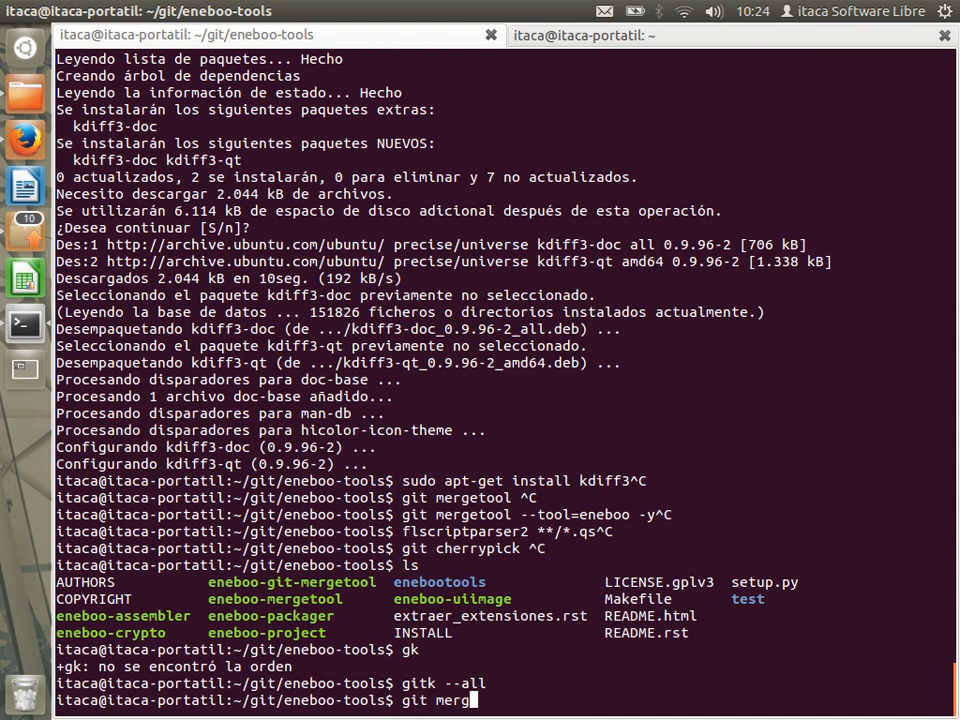 itaca@itaca-portatil: ~/git/eneboo-tools
10:24 itaca Software Libre
itaca@itaca-portatil: ~/git/eneboo-tools
itaca@itaca-portatil: ~
10
Leyendo lista de paquetes... Hecho
Creando árbol de dependencias
Leyendo la información de estado... Hecho
Se instalarán los siguientes paquetes extras:
kdiff3-doc
Se instalarán los siguientes paquetes NUEVOS:
kdiff3-doc kdiff3-qt
0 actualizados, 2 se instalarán, 0 para eliminar y 7 no actualizados.
Necesito descargar 2.044 kB de archivos.
Se utilizarán 6.114 kB de espacio de disco adicional después de esta operación.
¿Desea continuar [S/n]?
Des:1 http://archive.ubuntu.com/ubuntu/ precise/universe kdiff3-doc all 0.9.96-2 [706 kB]
Des:2 http://archive.ubuntu.com/ubuntu/ precise/universe kdiff3-qt amd64 0.9.96-2 [1.338 kB]
Descargados 2.044 kB en 10seg. (192 kB/s)
Seleccionando el paquete kdiff3-doc previamente no seleccionado.
(Leyendo la base de datos ... 151826 ficheros o directorios instalados actualmente.)
Desempaquetando kdiff3-doc (de .../kdiff3-doc_0.9.96-2_all.deb) ...
Seleccionando el paquete kdiff3-qt previamente no seleccionado.
Desempaquetando kdiff3-qt (de .../kdiff3-qt_0.9.96-2_amd64.deb) ...
Procesando disparadores para doc-base ...
Procesando 1 archivo doc-base añadido...
Procesando disparadores para man-db ...
Procesando disparadores para hicolor-icon-theme ...
Configurando kdiff3-doc (0.9.96-2) ...
Configurando kdiff3-qt (0.9.96-2) ...
itaca@itaca-portatil:~/git/eneboo-tools$ sudo apt-get install kdiff3^C
itaca@itaca-portatil:~/git/eneboo-tools$ git mergetool ^C
itaca@itaca-portatil:~/git/eneboo-tools$ git mergetool --tool=eneboo -y^C
itaca@itaca-portatil:~/git/eneboo-tools$ flscriptparser2 **/*.qs^C
itaca@itaca-portatil:~/git/eneboo-tools$ git cherrypick ^C
itaca@itaca-portatil:~/git/eneboo-tools$ ls
AUTHORS eneboo-git-mergetool enebootools LICENSE.gplv3 setup.py
COPYRIGHT eneboo-mergetool eneboo-uiimage Makefile test
eneboo-assembler eneboo-packager extraer_extensiones.rst README.html
eneboo-crypto eneboo-project INSTALL README.rst
itaca@itaca-portatil:~/git/eneboo-tools$ gk
+gk: no se encontró la orden
itaca@itaca-portatil:~/git/eneboo-tools$ gitk --all
itaca@itaca-portatil:~/git/eneboo-tools$ git merg